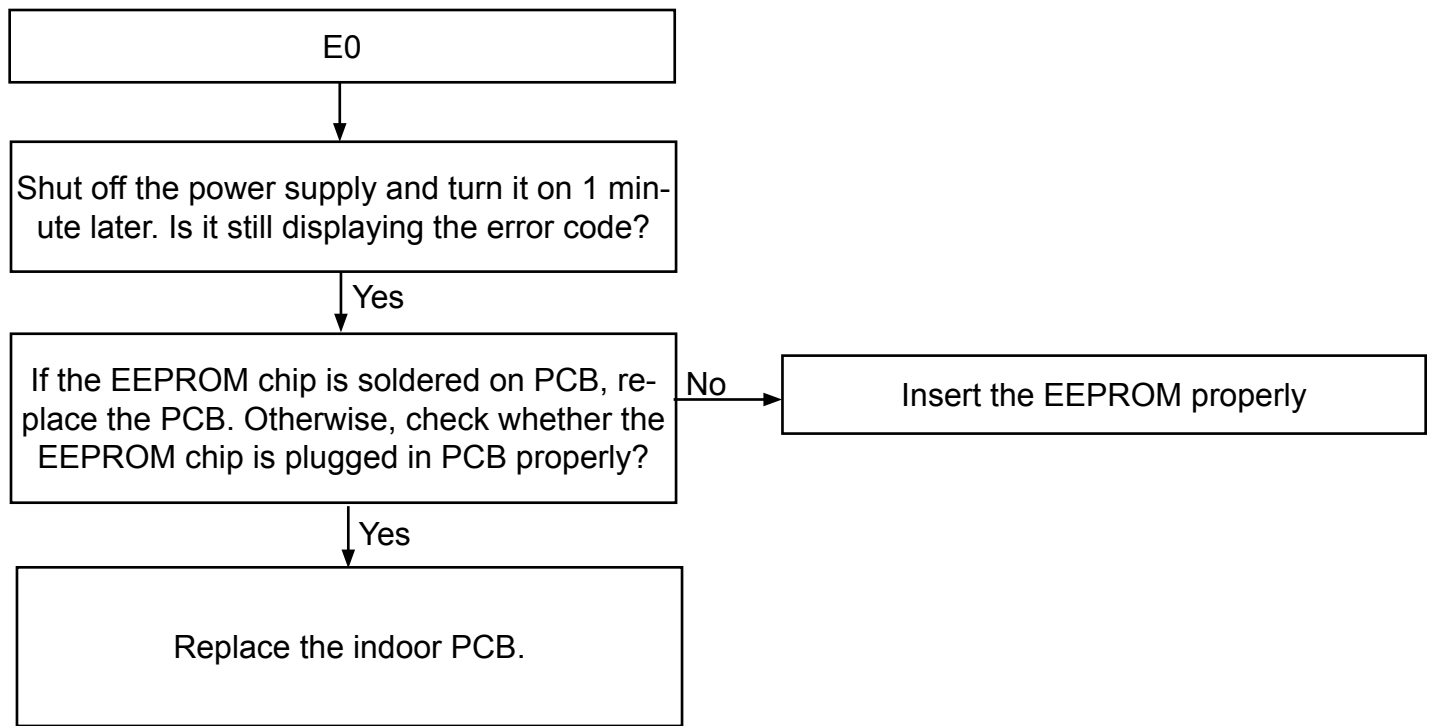 E0
Shut off the power supply and turn it on 1 min-
ute later. Is it still displaying the error code?
Yes
If the EEPROM chip is soldered on PCB, re-
place the PCB. Otherwise, check whether the
EEPROM chip is plugged in PCB properly?
No
Insert the EEPROM properly
Yes
Replace the indoor PCB.